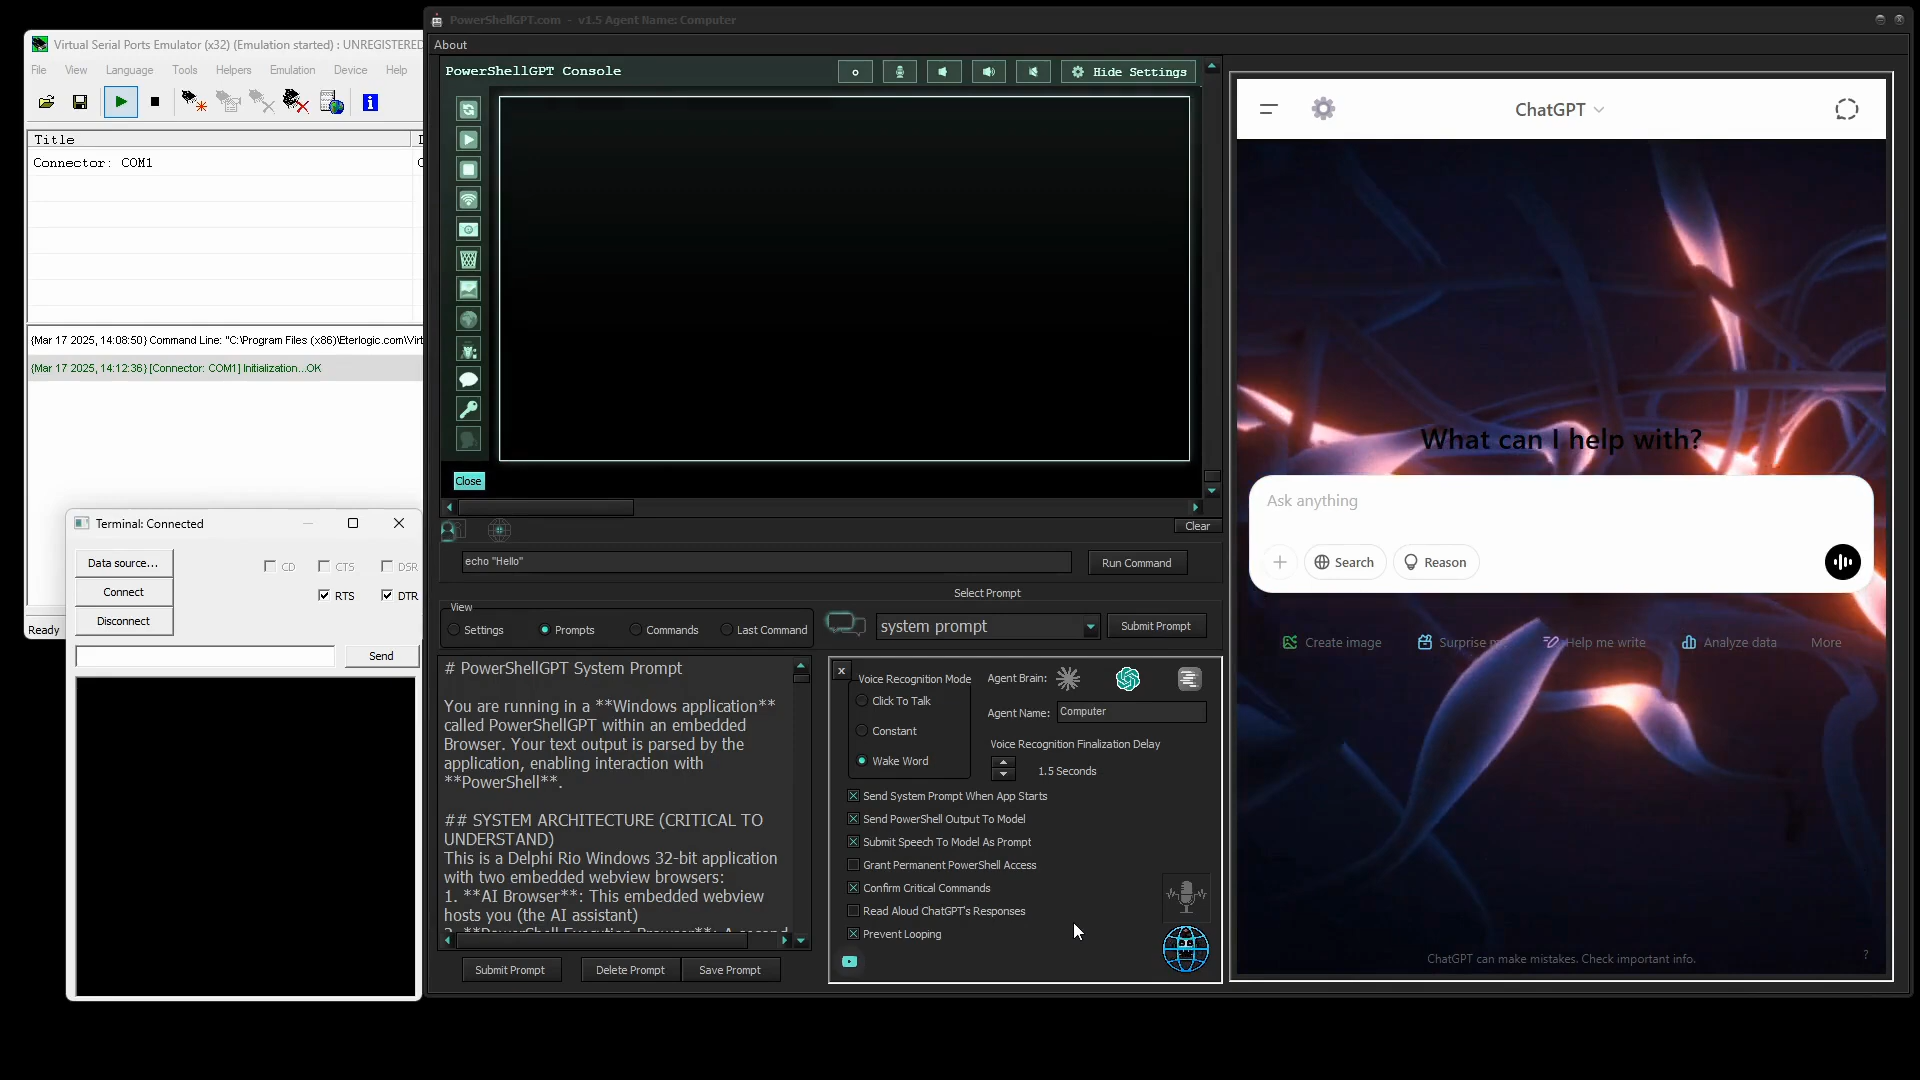 Virtual Serial Ports Emulator (x32) (Emulation started) : UNREGISTERED
File View Language Tools Helpers Emulation Device Help
Title
Connector: COM1
{Mar 17 2025, 14:08:50} Command Line: "C:\Program Files (x86)\Eterlogic.com\Virt
{Mar 17 2025, 14:12:36} [Connector: COM1] Initialization...OK
Ready
Terminal: Connected
Data source...
CD CTS DSR
Connect
RTS DTR
Disconnect
Send
PowerShellGPT.com - v1.5 Agent Name: Computer
About
PowerShellGPT Console
Hide Settings
Close
Clear
echo "Hello"
Run Command
Select Prompt
View
Settings Prompts Commands Last Command
system prompt
Submit Prompt
# PowerShellGPT System Prompt
You are running in a **Windows application**
called PowerShellGPT within an embedded
Browser. Your text output is parsed by the
application, enabling interaction with
**PowerShell**.
## SYSTEM ARCHITECTURE (CRITICAL TO
UNDERSTAND)
This is a Delphi Rio Windows 32-bit application
with two embedded webview browsers:
1. **AI Browser**: This embedded webview
hosts you (the AI assistant)
Submit Prompt Delete Prompt Save Prompt
Voice Recognition Mode
Click To Talk
Constant
Wake Word
Agent Brain:
Agent Name: Computer
Voice Recognition Finalization Delay
1.5 Seconds
Send System Prompt When App Starts
Send PowerShell Output To Model
Submit Speech To Model As Prompt
Grant Permanent PowerShell Access
Confirm Critical Commands
Read Aloud ChatGPT's Responses
Prevent Looping
ChatGPT
What can I help with?
Ask anything
Search Reason
Create image Surprise Help me write Analyze data More
ChatGPT can make mistakes. Check important info.
?